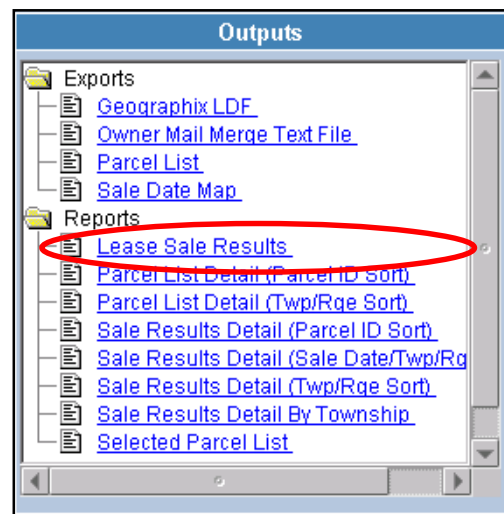 Outputs
Exports
Geographix LDF
Owner Mail Merge Text File
Parcel List
Sale Date Map
Reports
Lease Sale Results
Parcel List Detail (Parcel ID Sort)
Parcel List Detail (Twp/Rge Sort)
Sale Results Detail (Parcel ID Sort)
Sale Results Detail (Sale Date/Twp/Rg
Sale Results Detail (Twp/Rge Sort)
Sale Results Detail By Township
Selected Parcel List